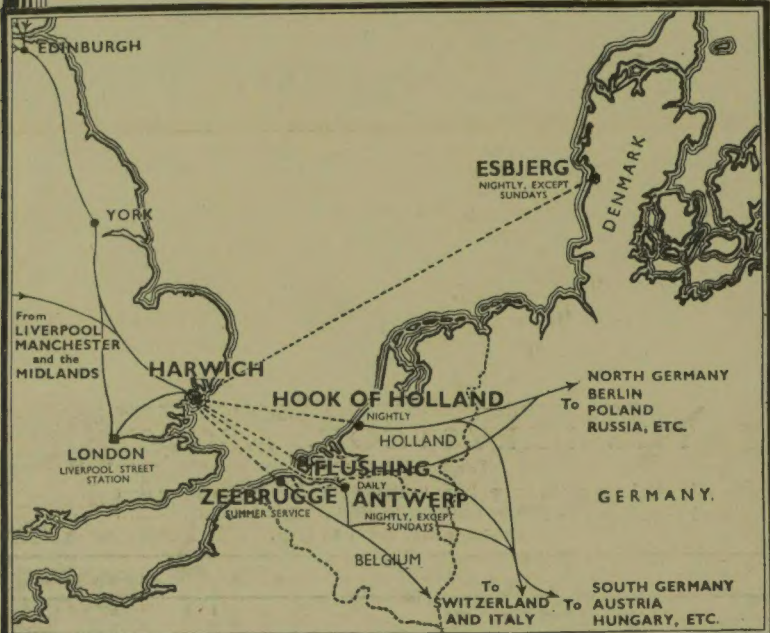 EDINBURGH
ESBJERG
NIGHTLY, EXCEPT
SUNDAYS
DENMARK
YORK
From
LIVERPOOL
MANCHESTER
and the
MIDLANDS
HARWICH
HOOK OF HOLLAND
NIGHTLY
HOLLAND
To
NORTH GERMANY
BERLIN
POLAND
RUSSIA, ETC.
LONDON
LIVERPOOL STREET
STATION
FLUSHING
DAILY
ZEEBRUGGE
SUMMER SERVICE
ANTWERP
NIGHTLY, EXCEPT
SUNDAYS
GERMANY.
BELGIUM
To
SWITZERLAND
AND ITALY
To
SOUTH GERMANY
AUSTRIA
HUNGARY, ETC.